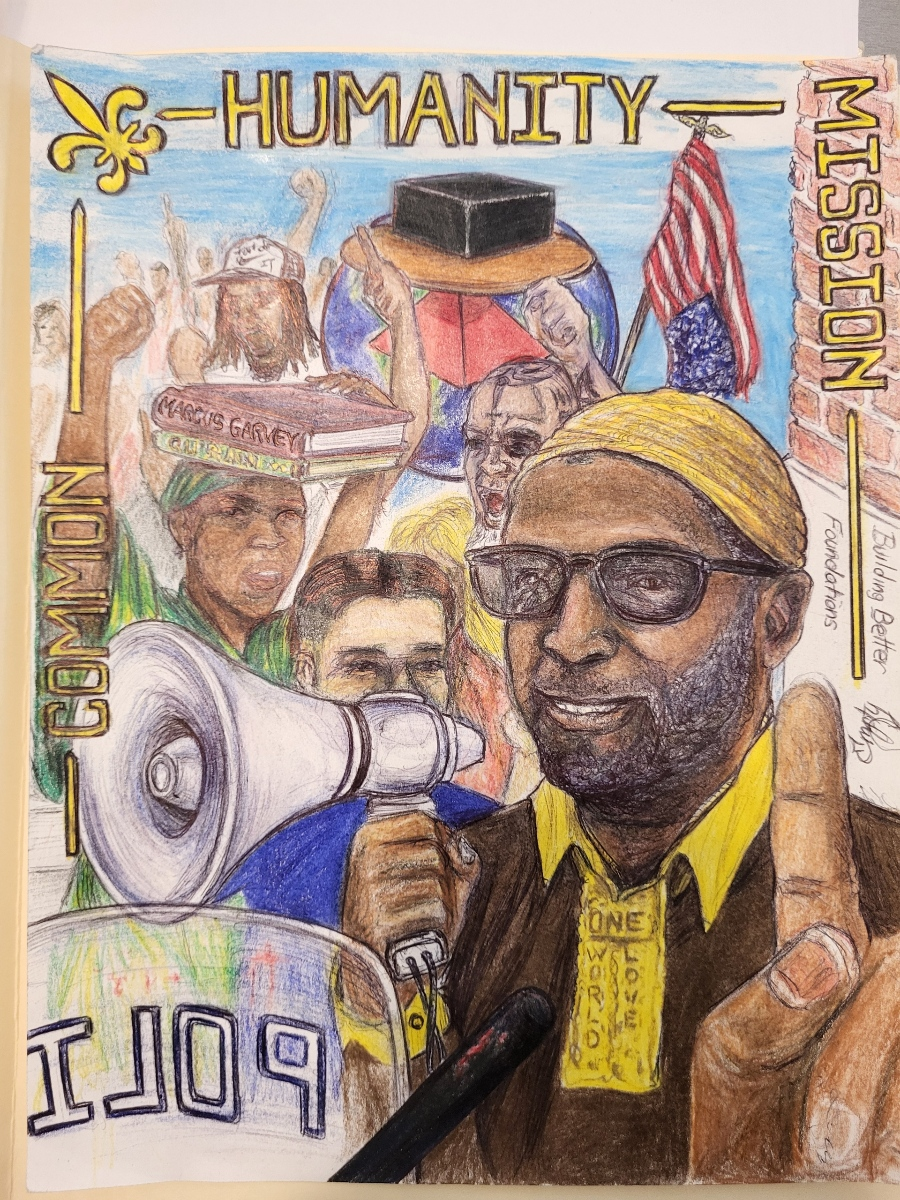 HUMANITY
MISSION
COMMON
MARCUS GARVEY
Building Better
Foundations
ONE
WORLD
LOVE
POLI